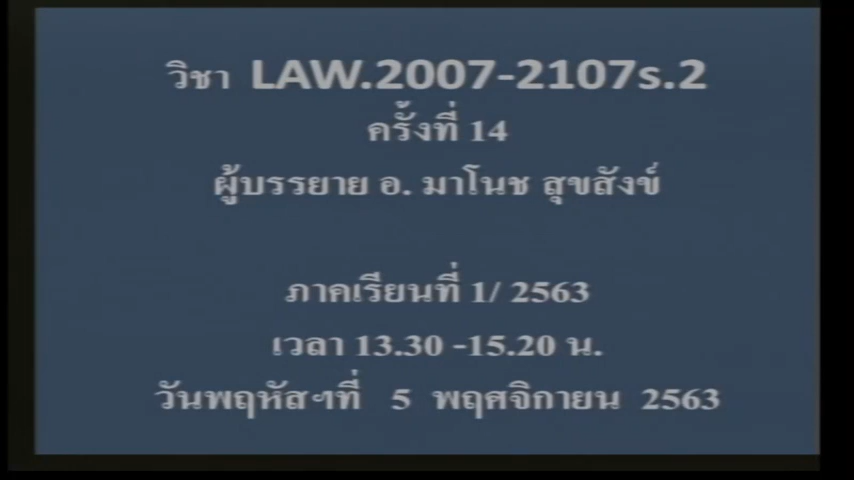 วิชา LAW.2007-2107s.2
ครั้งที่ 14
ผู้บรรยาย อ. มาโนช สุขสังข์
ภาคเรียนที่ 1/ 2563
เวลา 13.30 -15.20 น.
วันพฤหัสฯที่ 5 พฤศจิกายน 2563